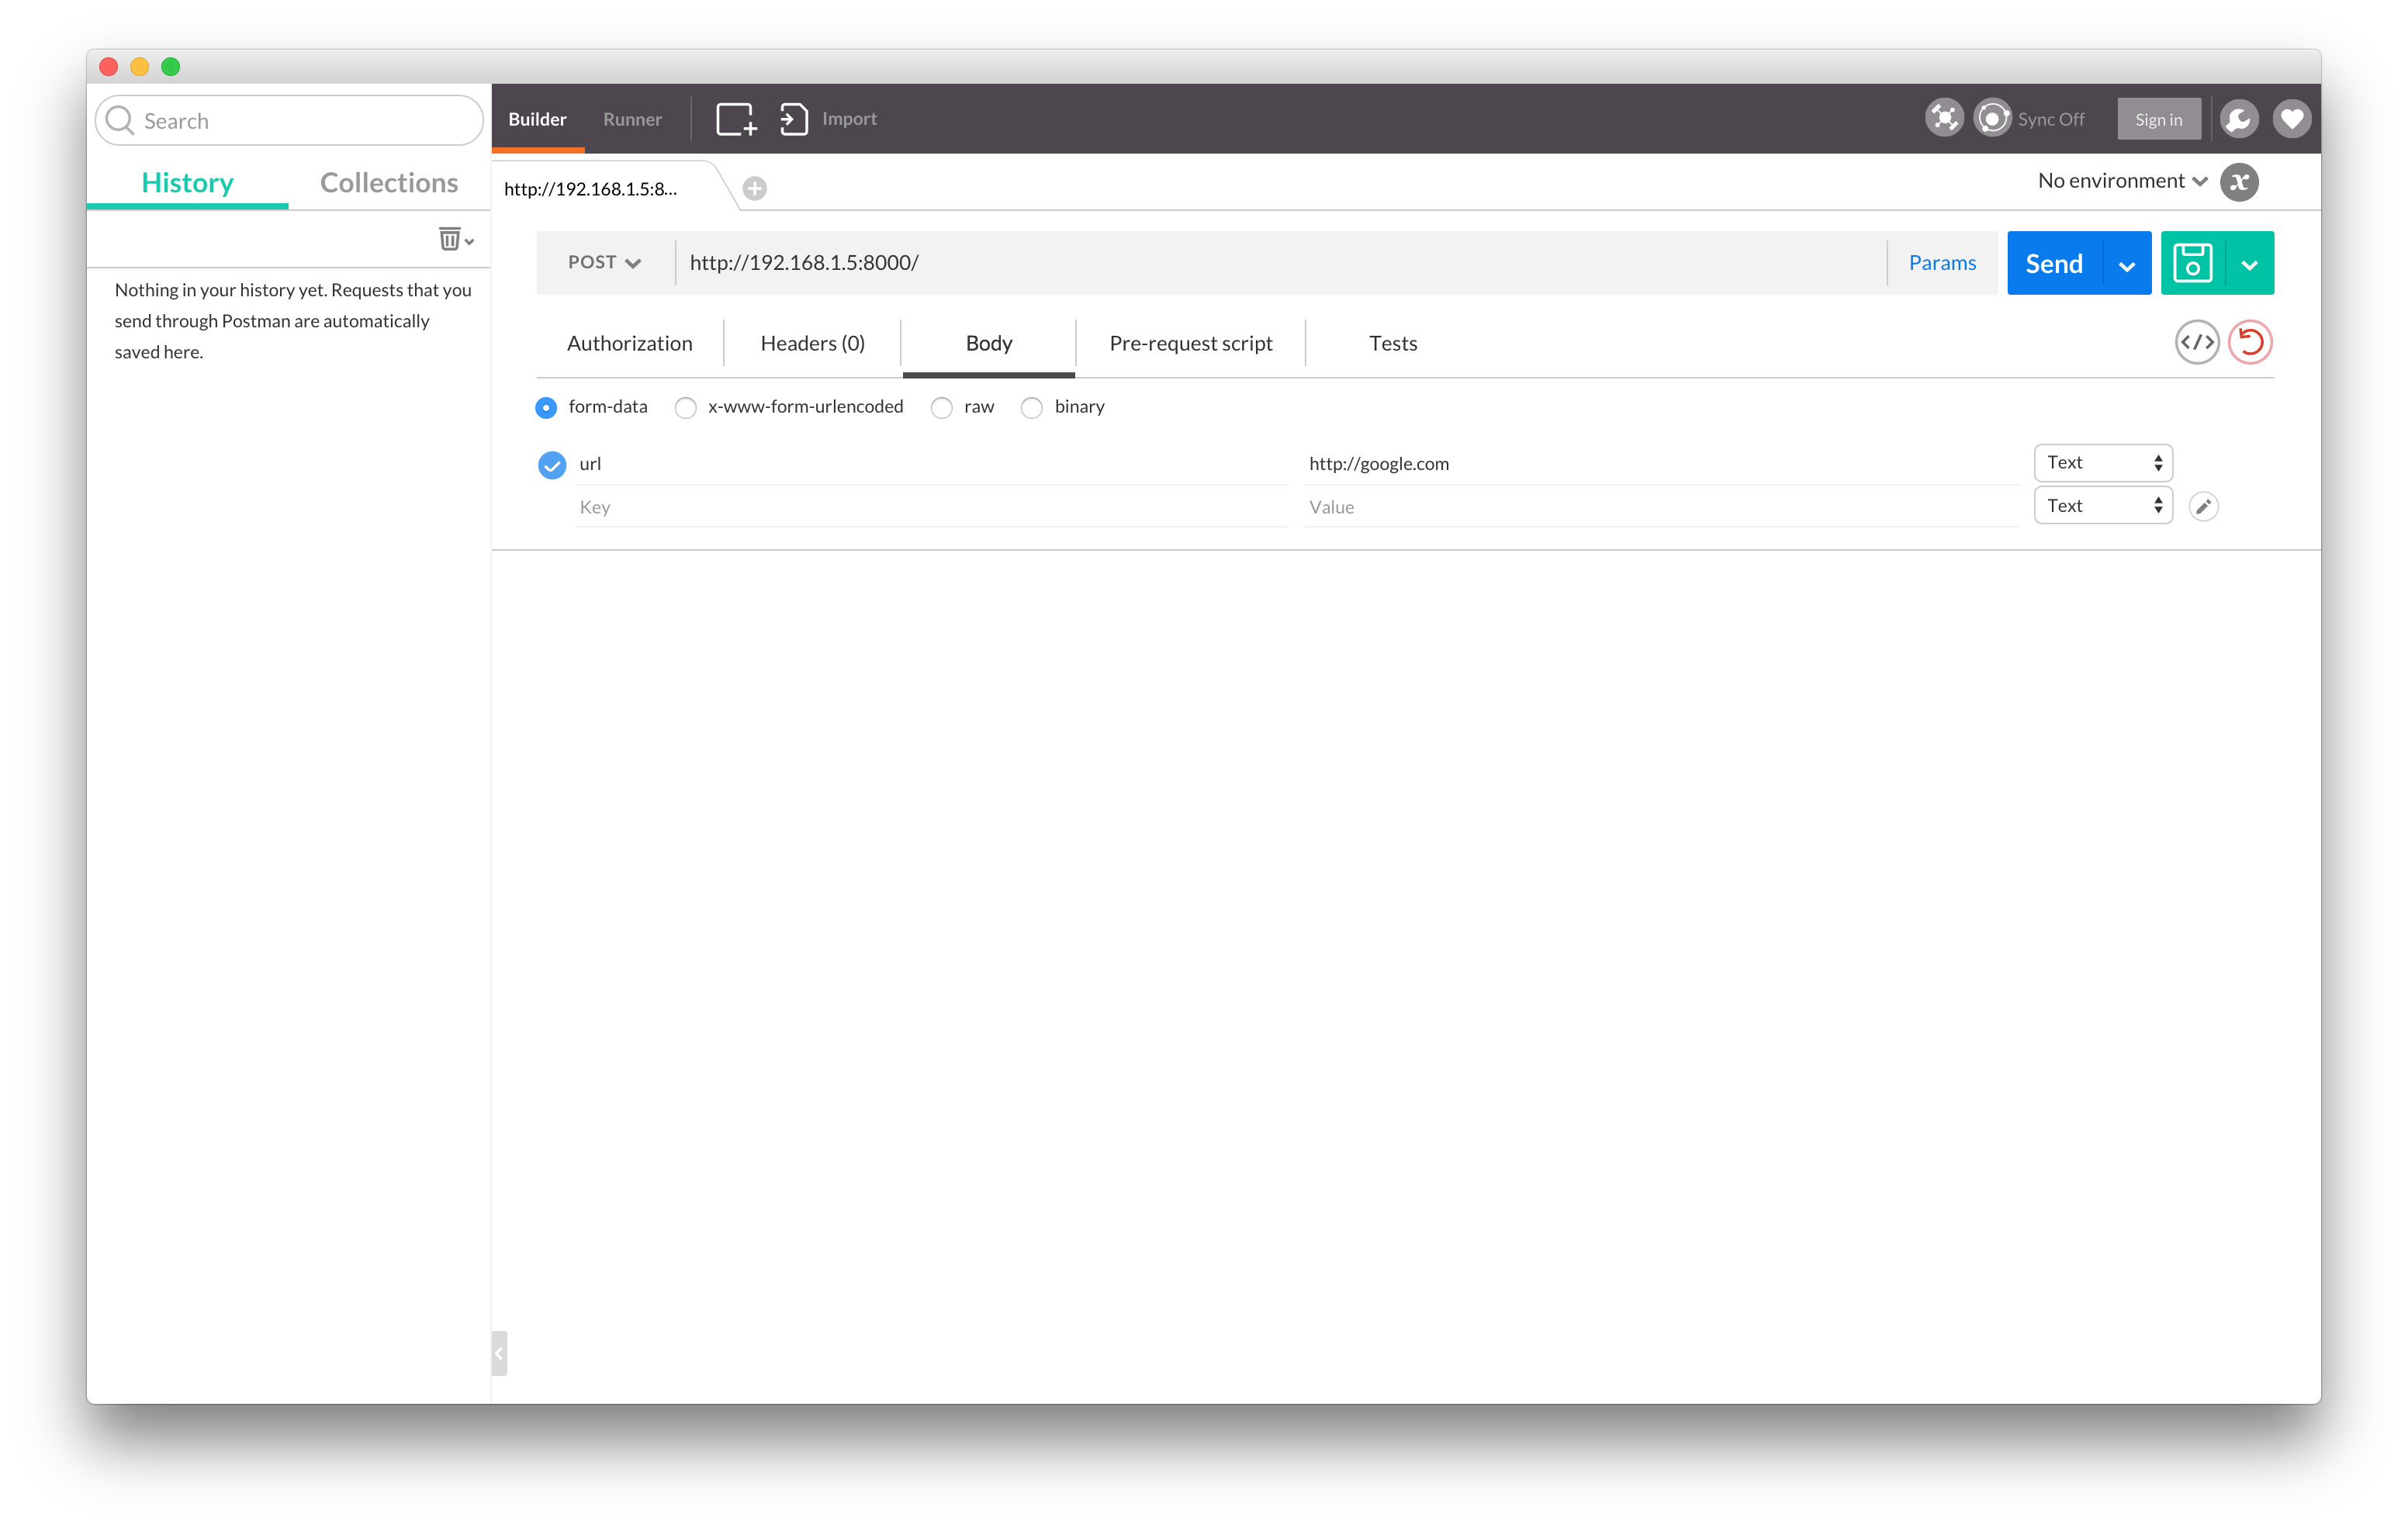 Search
History
Collections
Nothing in your history yet. Requests that you
send through Postman are automatically
saved here.
Builder
Runner
Import
Sync Off
Sign in
http://192.168.1.5:8...
No environment
POST
http://192.168.1.5:8000/
Params
Send
Authorization
Headers (0)
Body
Pre-request script
Tests
form-data
x-www-form-urlencoded
raw
binary
url
http://google.com
Text
Key
Value
Text